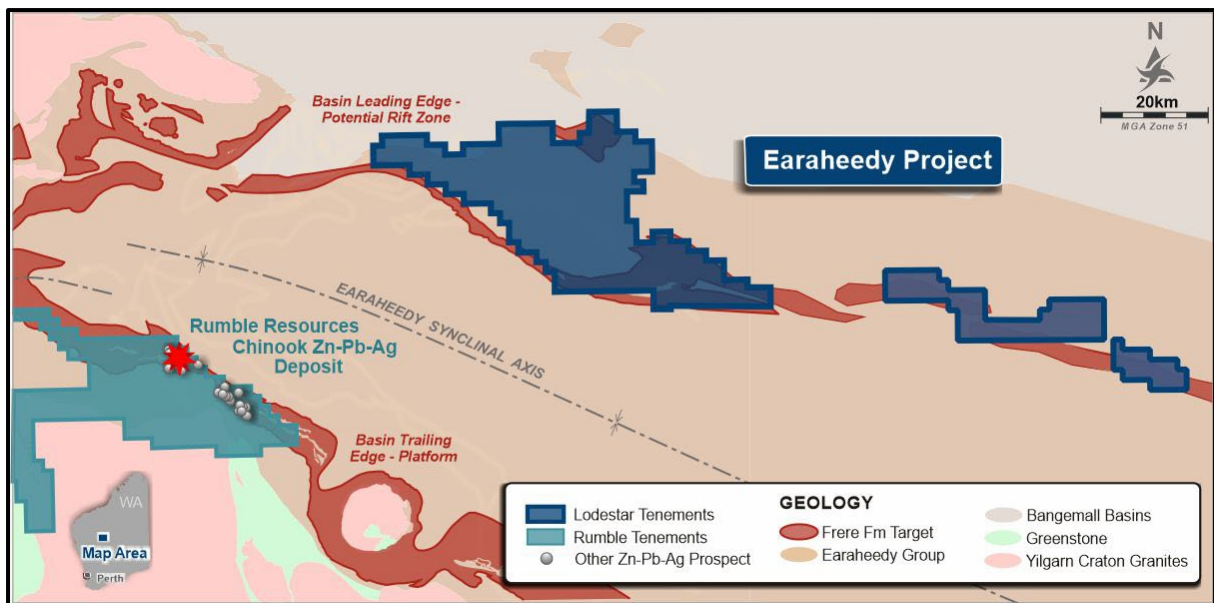 N
20km
MGA Zone 51
Basin Leading Edge -
Potential Rift Zone
Earaheedy Project
EARAHEEDY SYNCLINAL AXIS
Rumble Resources
Chinook Zn-Pb-Ag
Deposit
Basin Trailing
Edge - Platform
WA
Map Area
Perth
Lodestar Tenements
Rumble Tenements
Other Zn-Pb-Ag Prospect
GEOLOGY
Frere Fm Target
Earaheedy Group
Bangemall Basins
Greenstone
Yilgarn Craton Granites